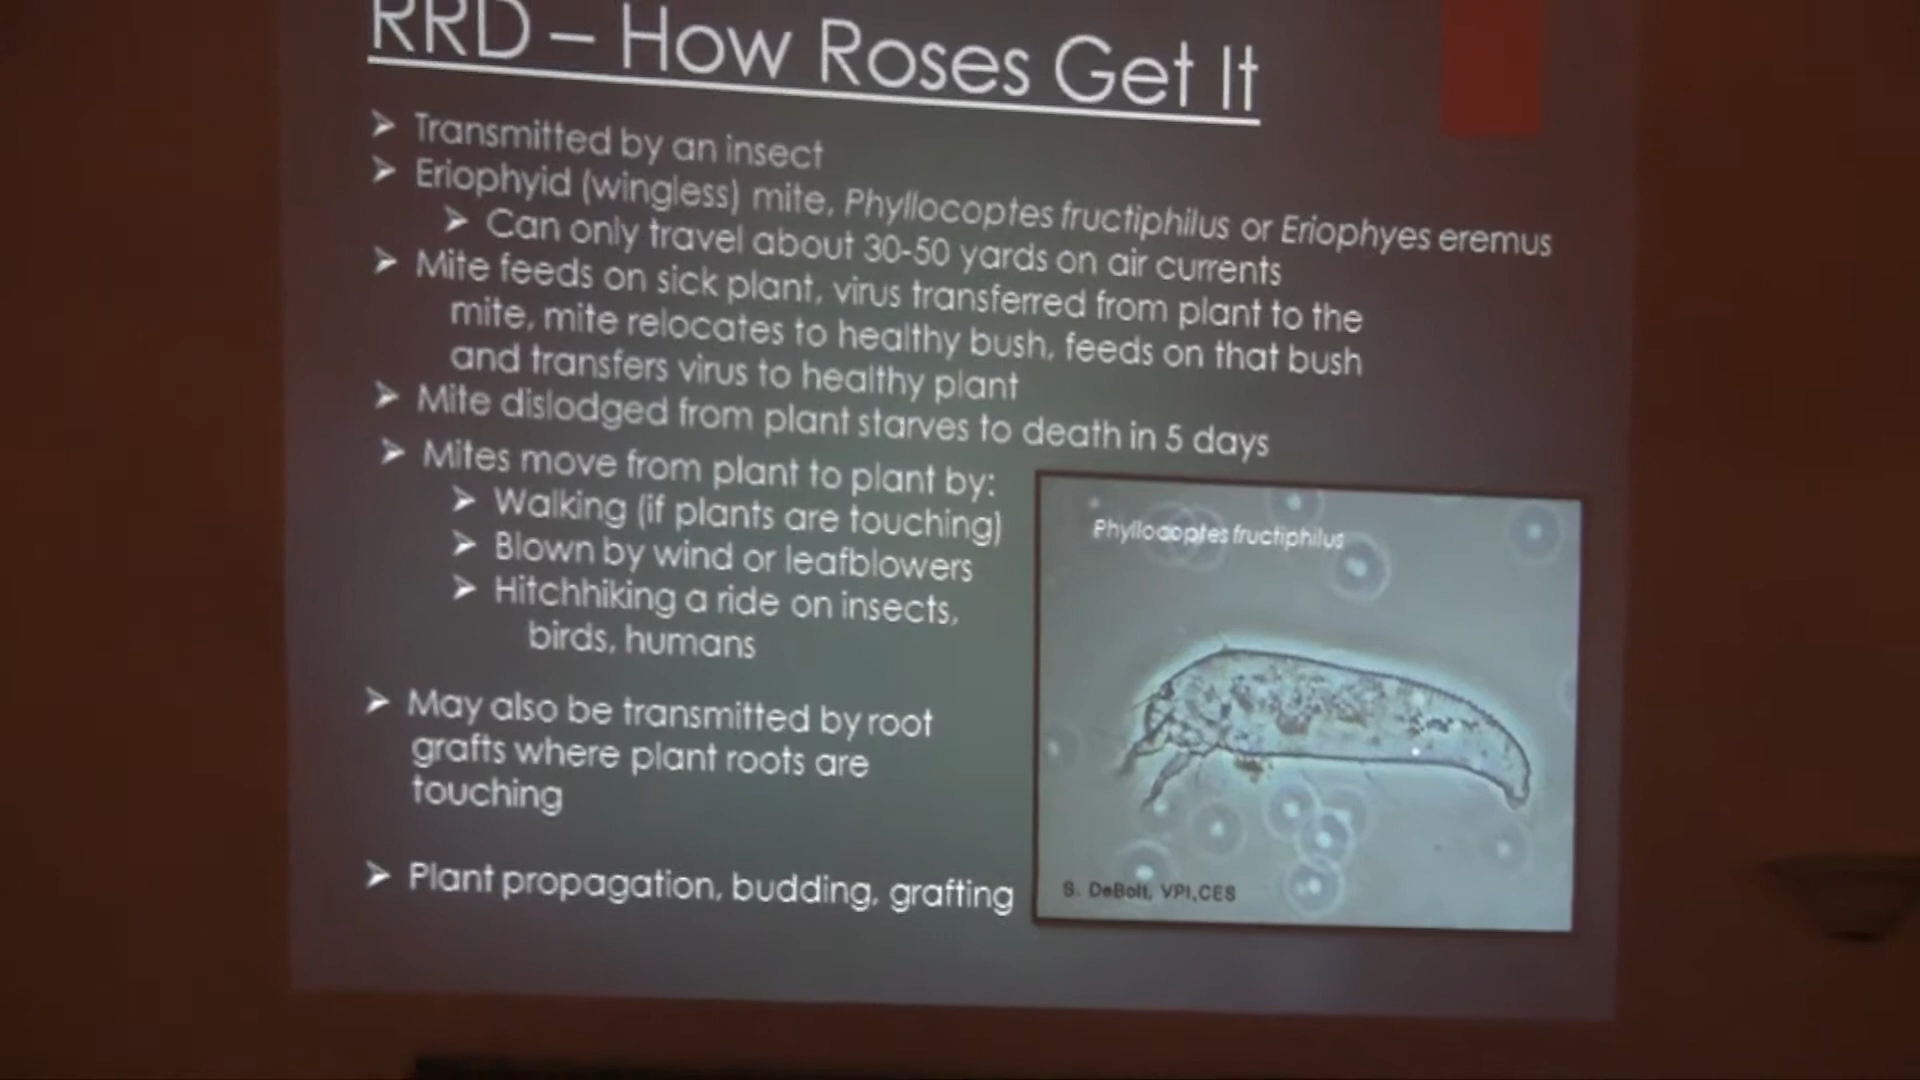 RRD – How Roses Get It
Transmitted by an insect
Eriophyid (wingless) mite, Phyllocoptes fructiphilus or Eriophyes eremus
Can only travel about 30-50 yards on air currents
Mite feeds on sick plant, virus transferred from plant to the
mite, mite relocates to healthy bush, feeds on that bush
and transfers virus to healthy plant
Mite dislodged from plant starves to death in 5 days
Mites move from plant to plant by:
Walking (if plants are touching)
Blown by wind or leafblowers
Hitchhiking a ride on insects,
birds, humans
May also be transmitted by root
grafts where plant roots are
touching
Plant propagation, budding, grafting
Phyllocoptes fructiphilus
S. DeBolt, VPI,CES